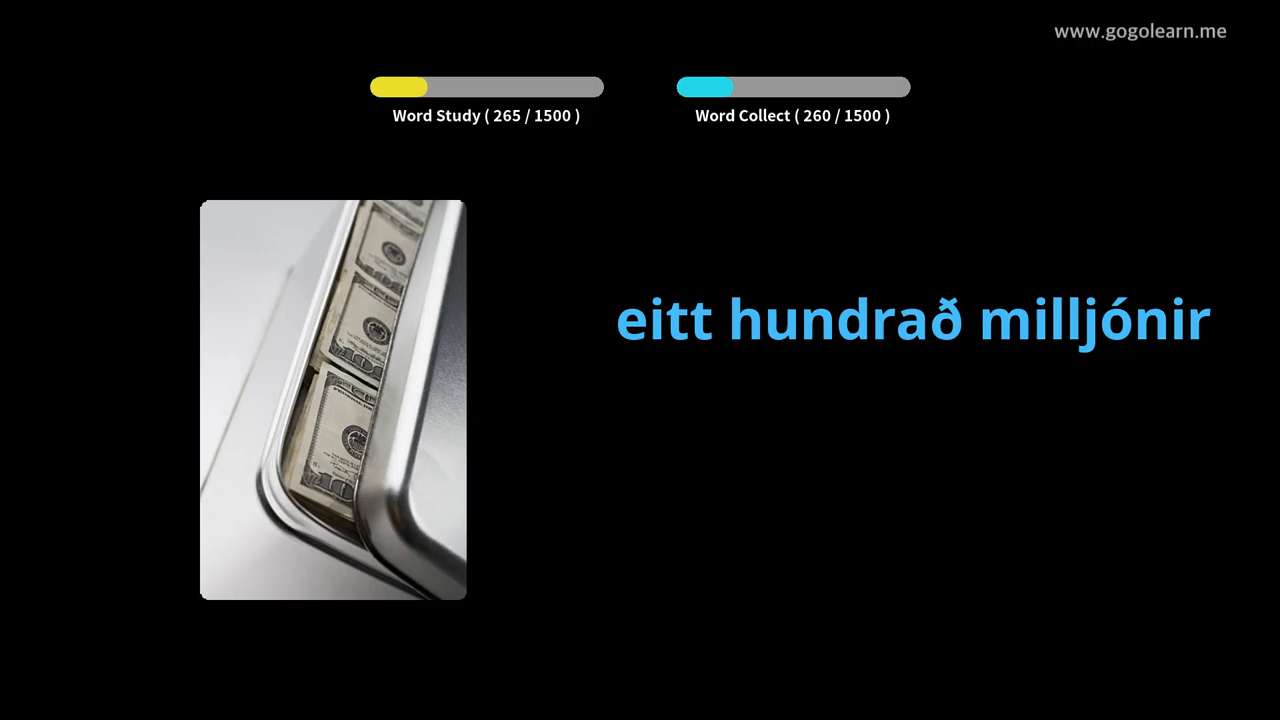 www.gogolearn.me
Word Study ( 265 / 1500 )
Word Collect ( 260 / 1500 )
eitt hundrað milljónir